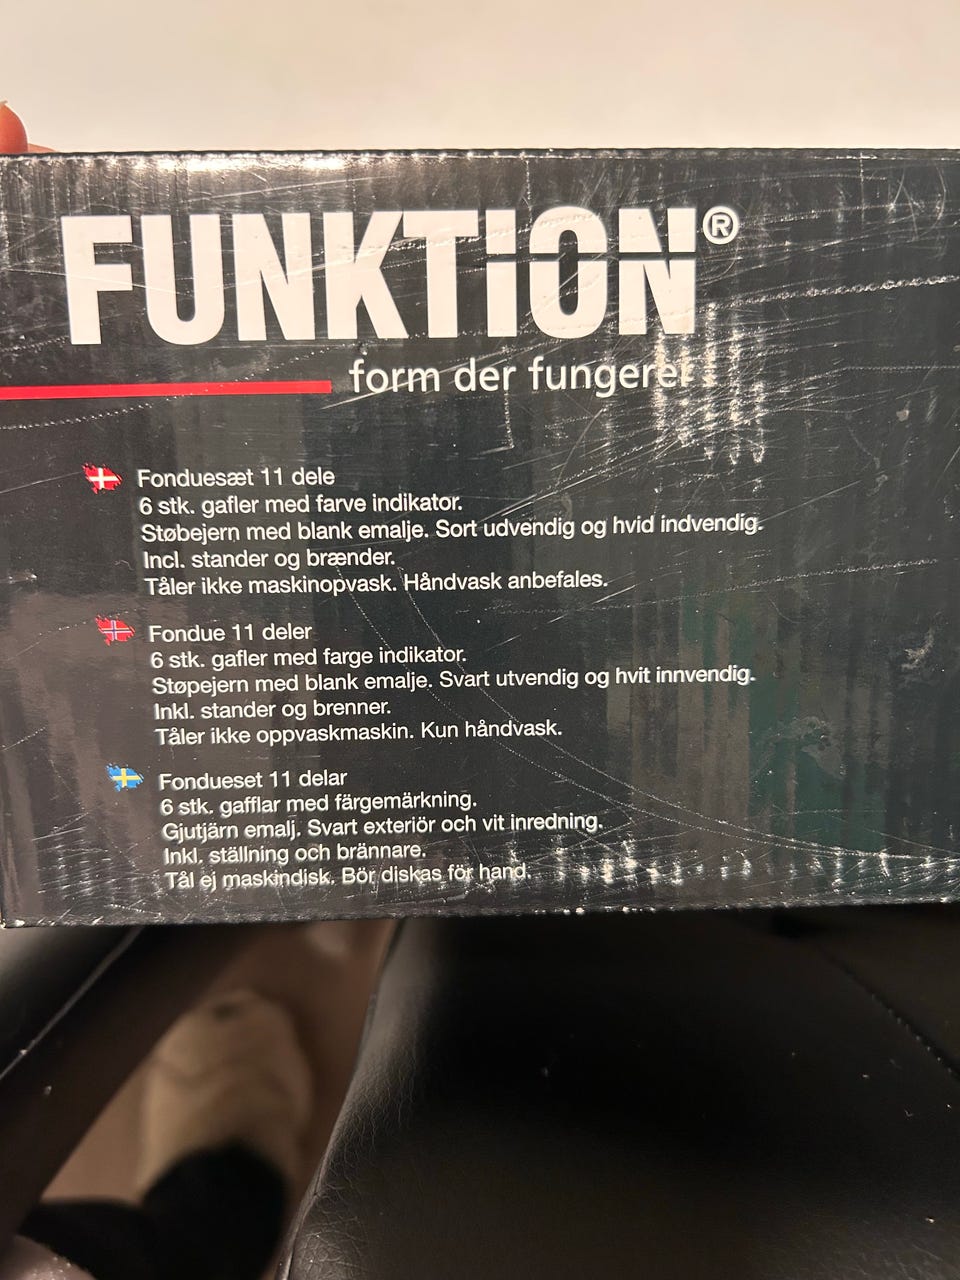 FUNKTION®
form der fungerer
Fonduesæt 11 dele
6 stk. gafler med farve indikator.
Støbejern med blank emalje. Sort udvendig og hvid indvendig.
Incl. stander og brænder.
Tåler ikke maskinopvask. Håndvask anbefales.
Fondue 11 deler
6 stk. gafler med farge indikator.
Støpejern med blank emalje. Svart utvendig og hvit innvendig.
Inkl. stander og brenner.
Tåler ikke oppvaskmaskin. Kun håndvask.
Fondueset 11 delar
6 stk. gafflar med färgemärkning.
Gjutjärn emalj. Svart exteriör och vit inredning.
Inkl. ställning och brännare.
Tål ej maskindisk. Bör diskas för hand.